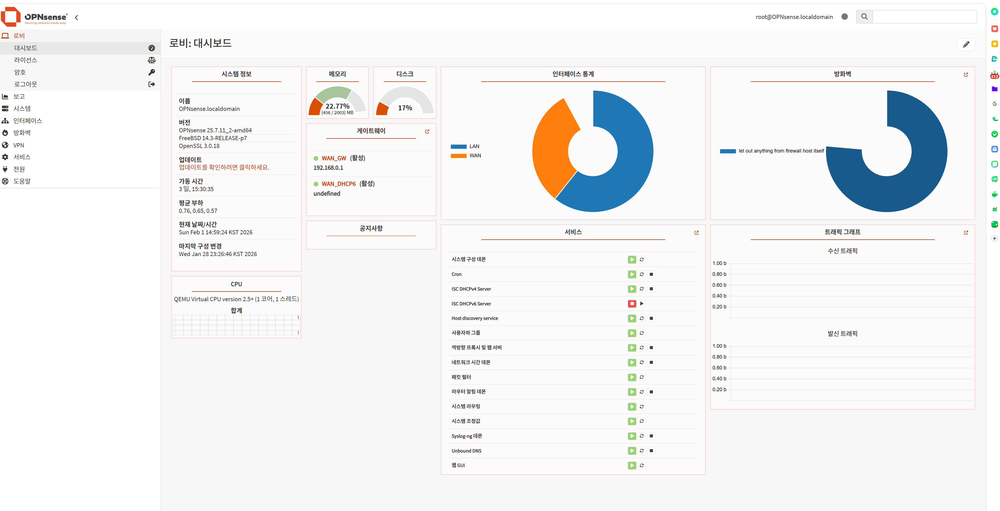 OPNsense®
Securing networks made easy
root@OPNsense.localdomain
로비
대시보드
라이선스
암호
로그아웃
보고
시스템
인터페이스
방화벽
VPN
서비스
전원
도움말
로비: 대시보드
시스템 정보
이름
OPNsense.localdomain
버전
OPNsense 25.7.11_2-amd64
FreeBSD 14.3-RELEASE-p7
OpenSSL 3.0.18
업데이트
업데이트를 확인하려면 클릭하세요.
가동 시간
3 일, 15:30:35
평균 부하
0.76, 0.65, 0.57
현재 날짜/시간
Sun Feb 1 14:59:24 KST 2026
마지막 구성 변경
Wed Jan 28 23:26:46 KST 2026
CPU
QEMU Virtual CPU version 2.5+ (1 코어, 1 스레드)
합계
1
1
메모리
22.77%
(456 / 2003) MB
디스크
17%
게이트웨이
WAN_GW (활성)
192.168.0.1
WAN_DHCP6 (활성)
undefined
공지사항
인터페이스 통계
LAN
WAN
서비스
시스템 구성 데몬
Cron
ISC DHCPv4 Server
ISC DHCPv6 Server
Host discovery service
사용자와 그룹
역방향 프록시 및 웹 서버
네트워크 시간 데몬
패킷 필터
라우터 알림 데몬
시스템 라우팅
시스템 조정값
Syslog-ng 데몬
Unbound DNS
웹 GUI
방화벽
let out anything from firewall host itself
트래픽 그래프
수신 트래픽
1.00 b
0.80 b
0.60 b
0.40 b
0.20 b
발신 트래픽
1.00 b
0.80 b
0.60 b
0.40 b
0.20 b
412